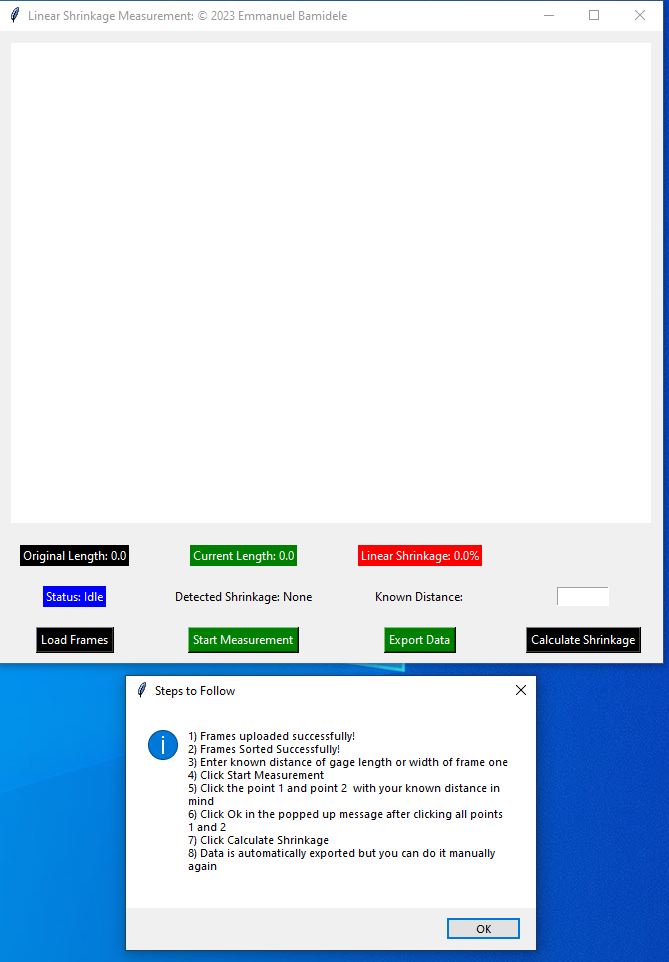 Linear Shrinkage Measurement: © 2023 Emmanuel Bamidele
Original Length: 0.0
Current Length: 0.0
Linear Shrinkage: 0.0%
Status: Idle
Detected Shrinkage: None
Known Distance:
Load Frames
Start Measurement
Export Data
Calculate Shrinkage
Steps to Follow
1) Frames uploaded successfully!
2) Frames Sorted Successfully!
3) Enter known distance of gage length or width of frame one
4) Click Start Measurement
5) Click the point 1 and point 2  with your known distance in
mind
6) Click Ok in the popped up message after clicking all points
1 and 2
7) Click Calculate Shrinkage
8) Data is automatically exported but you can do it manually
again
OK